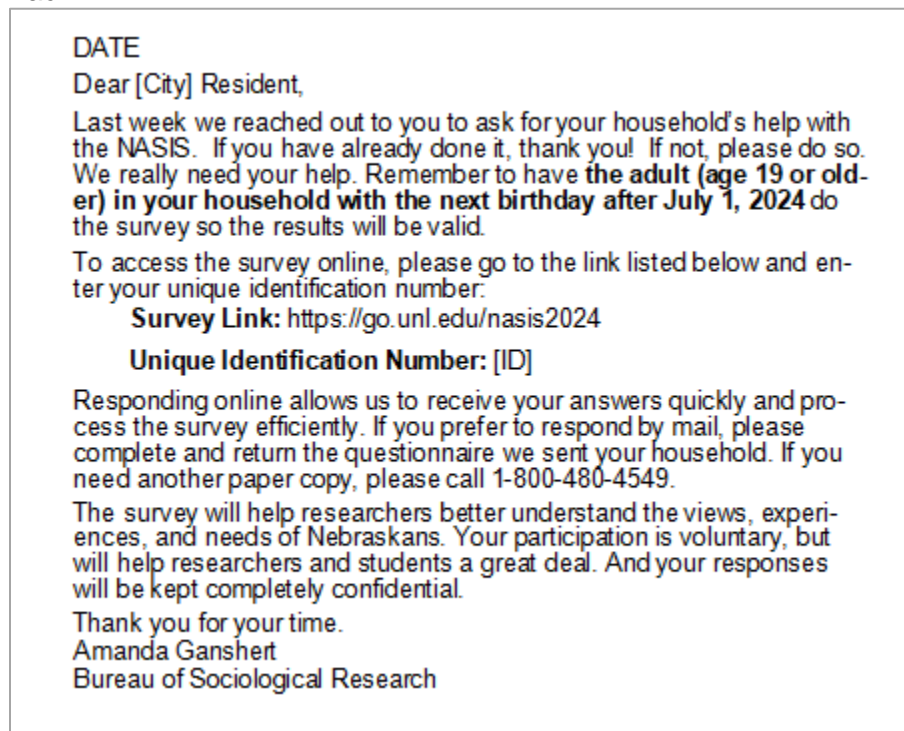 DATE
Dear [City] Resident,
Last week we reached out to you to ask for your household's help with
the NASIS.  If you have already done it, thank you!  If not, please do so.
We really need your help. Remember to have the adult (age 19 or old-
er) in your household with the next birthday after July 1, 2024 do
the survey so the results will be valid.
To access the survey online, please go to the link listed below and en-
ter your unique identification number:
Survey Link: https://go.unl.edu/nasis2024
Unique Identification Number: [ID]
Responding online allows us to receive your answers quickly and pro-
cess the survey efficiently. If you prefer to respond by mail, please
complete and return the questionnaire we sent your household. If you
need another paper copy, please call 1-800-480-4549.
The survey will help researchers better understand the views, experi-
ences, and needs of Nebraskans. Your participation is voluntary, but
will help researchers and students a great deal. And your responses
will be kept completely confidential.
Thank you for your time.
Amanda Ganshert
Bureau of Sociological Research